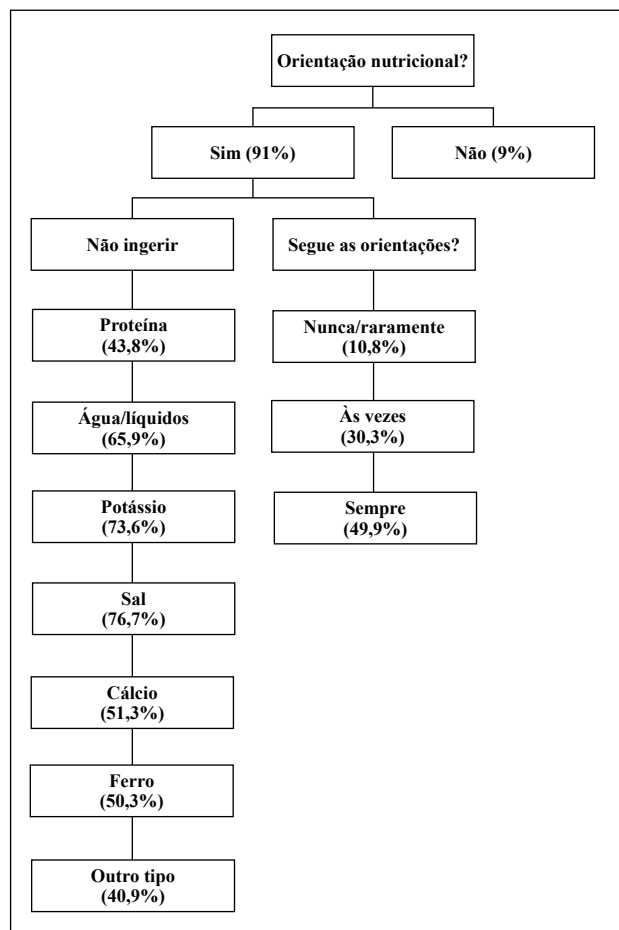 Orientação nutricional?
Sim (91%)
Não (9%)
Não ingerir
Segue as orientações?
Proteína
(43,8%)
Nunca/raramente
(10,8%)
Água/líquidos
(65,9%)
Às vezes
(30,3%)
Potássio
(73,6%)
Sempre
(49,9%)
Sal
(76,7%)
Cálcio
(51,3%)
Ferro
(50,3%)
Outro tipo
(40,9%)